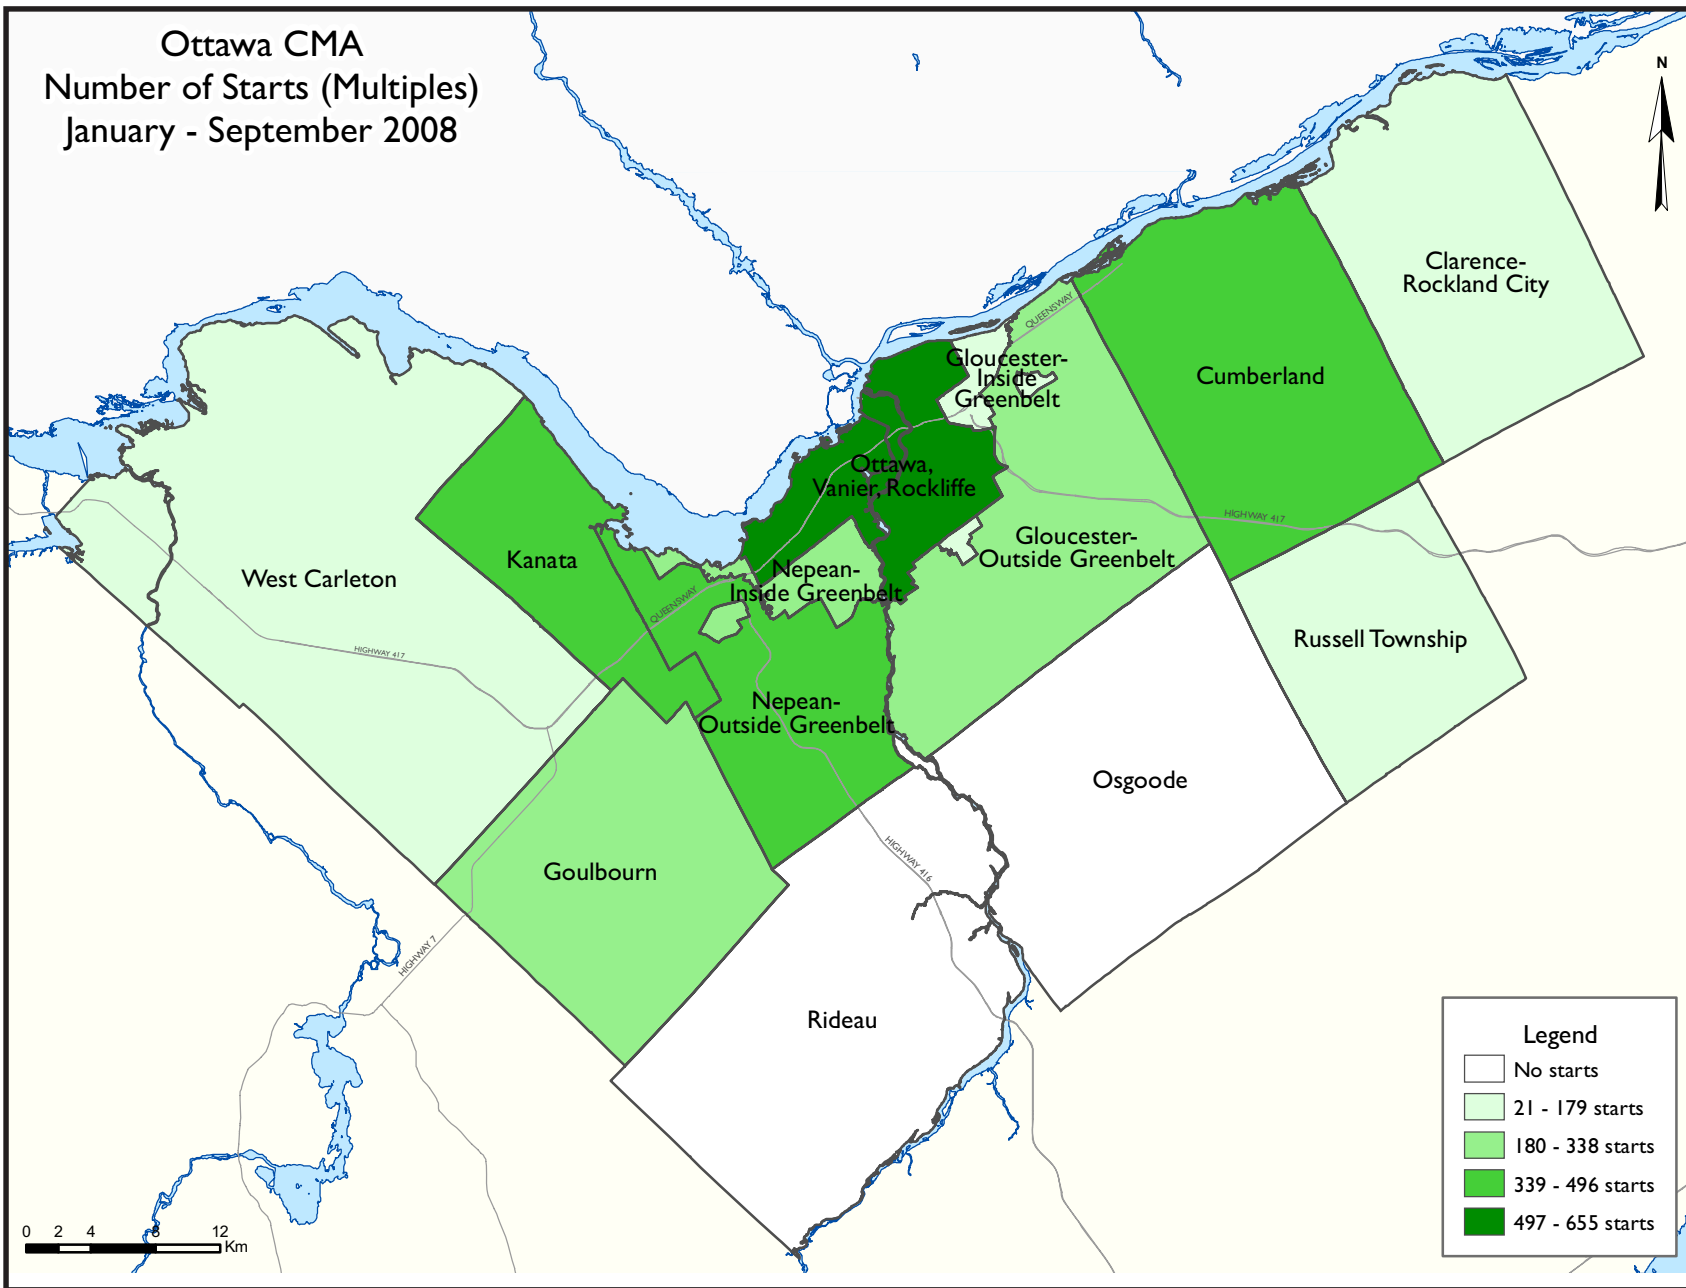 Ottawa CMA
Number of Starts (Multiples)
January - September 2008
N
Clarence-
Rockland City
QUEENSWAY
Gloucester-
Inside
Greenbelt
Cumberland
Ottawa,
Vanier, Rockliffe
HIGHWAY 417
Gloucester-
Outside Greenbelt
Kanata
West Carleton
Nepean-
Inside Greenbelt
QUEENSWAY
Russell Township
HIGHWAY 417
Nepean-
Outside Greenbelt
Osgoode
HIGHWAY 416
Goulbourn
HIGHWAY 7
Rideau
Legend
No starts
21 - 179 starts
180 - 338 starts
339 - 496 starts
497 - 655 starts
0 2 4 8 12
Km